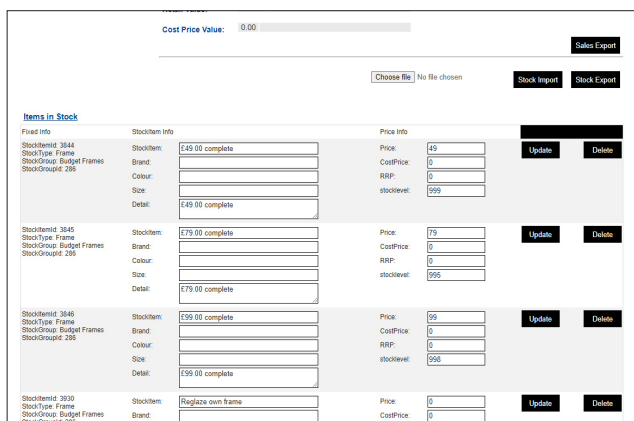 Cost Price Value: 0.00
Sales Export
Choose file No file chosen
Stock Import
Stock Export
Items in Stock
Fixed Info StockItem Info Price Info
StockItemId: 3844
StockType: Frame
StockGroup: Budget Frames
StockGroupId: 286
StockItem: £49.00 complete
Brand:
Colour:
Size:
Detail: £49.00 complete
Price: 49
CostPrice: 0
RRP: 0
stocklevel: 999
Update Delete
StockItemId: 3845
StockType: Frame
StockGroup: Budget Frames
StockGroupId: 286
StockItem: £79.00 complete
Brand:
Colour:
Size:
Detail: £79.00 complete
Price: 79
CostPrice: 0
RRP: 0
stocklevel: 995
Update Delete
StockItemId: 3846
StockType: Frame
StockGroup: Budget Frames
StockGroupId: 286
StockItem: £99.00 complete
Brand:
Colour:
Size:
Detail: £99.00 complete
Price: 99
CostPrice: 0
RRP: 0
stocklevel: 998
Update Delete
StockItemId: 3930
StockType: Frame
StockGroup: Budget Frames
StockItem: Reglaze own frame
Brand:
Price: 0
CostPrice: 0
Update Delete